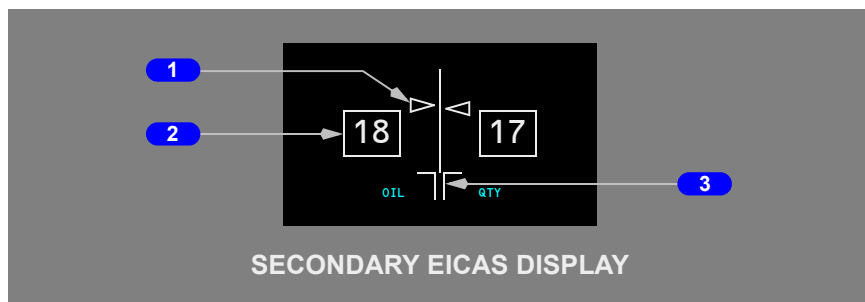 1
18 17
2
3
OIL QTY
SECONDARY EICAS DISPLAY